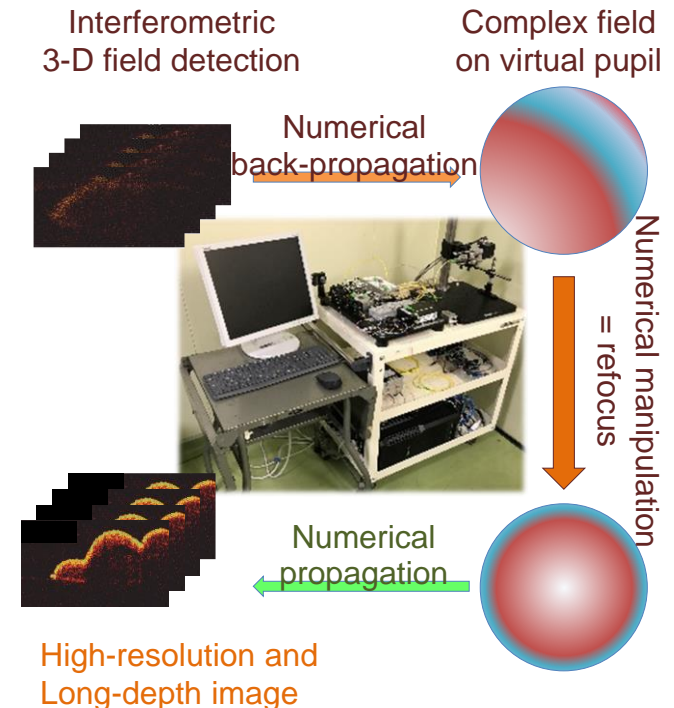 Interferometric
3-D field detection
Complex field
on virtual pupil
Numerical
back-propagation
Numerical manipulation
= refocus
Numerical
propagation
High-resolution and
Long-depth image